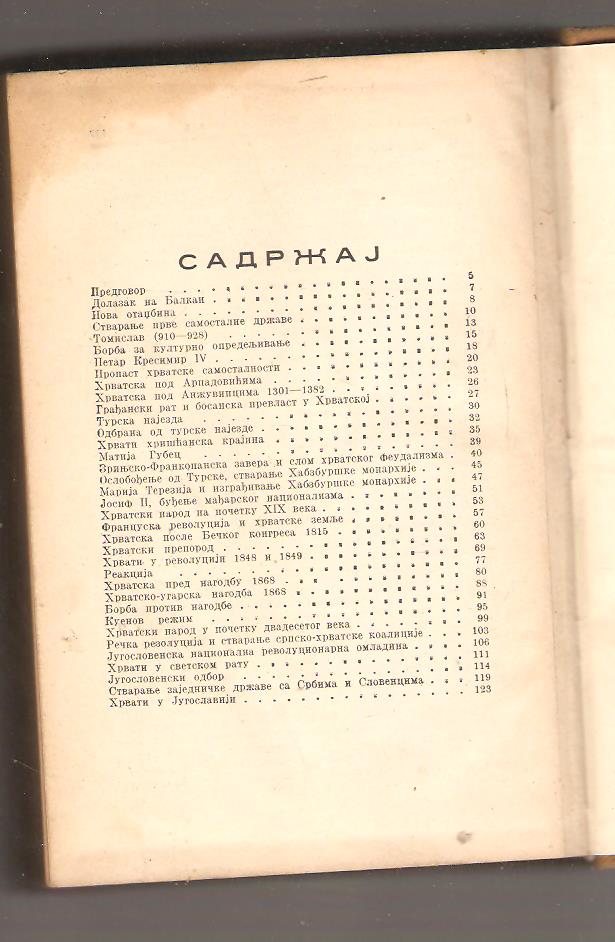 САДРЖАЈ
Предговор . . . . . . . . . . 5
Долазак на Балкан . . . . . . . . . . 7
Нова отаџбина . . . . . . . . . . 8
Стварање прве самосталне државе . . . . . . . . . . 10
Томислав (910—928) . . . . . . . . . . 13
Борба за културно опредељивање . . . . . . . . . . 15
Петар Кресимир IV . . . . . . . . . . 18
Пропаст хрватске самосталности . . . . . . . . . . 20
Хрватска под Арпадовићима . . . . . . . . . . 23
Хрватска под Анжувинцима 1301—1382 . . . . . . . . 26
Грађански рат и босанска превласт у Хрватској . . . . . . 27
Турска најезда . . . . . . . . . . 30
Одбрана од турске најезде . . . . . . . . . . 32
Хрвати хришћанска крајина . . . . . . . . . . 35
Матија Губец . . . . . . . . . . 39
Зрињско-Франкопанска завера и слом хрватског феудализма . 40
Ослобођење од Турске, стварање Хабзбуршке монархије . . . 45
Марија Терезија и изграђивање Хабзбуршке монархије . . . 47
Јосиф II, буђење мађарског национализма . . . . . . . 51
Хрватски народ на почетку XIX века . . . . . . . . 53
Француска револуција и хрватске земље . . . . . . . 57
Хрватска после Бечког конгреса 1815 . . . . . . . . 60
Хрватски препород . . . . . . . . . . 63
Хрвати у револуцији 1848 и 1849 . . . . . . . . . . 69
Реакција . . . . . . . . . . 77
Хрватска пред нагодбу 1868 . . . . . . . . . . 80
Хрватско-угарска нагодба 1868 . . . . . . . . . . 88
Борба против нагодбе . . . . . . . . . . 91
Куенов режим . . . . . . . . . . 95
Хрватски народ у почетку двадесетог века . . . . . . . 99
Речка резолуција и стварање српско-хрватске коалиције . . . 103
Југословенска национална револуционарна омладина . . . . 106
Хрвати у светском рату . . . . . . . . . . 111
Југословенски одбор . . . . . . . . . . 114
Стварање заједничке државе са Србима и Словенцима . . . 119
Хрвати у Југославији . . . . . . . . . . 123